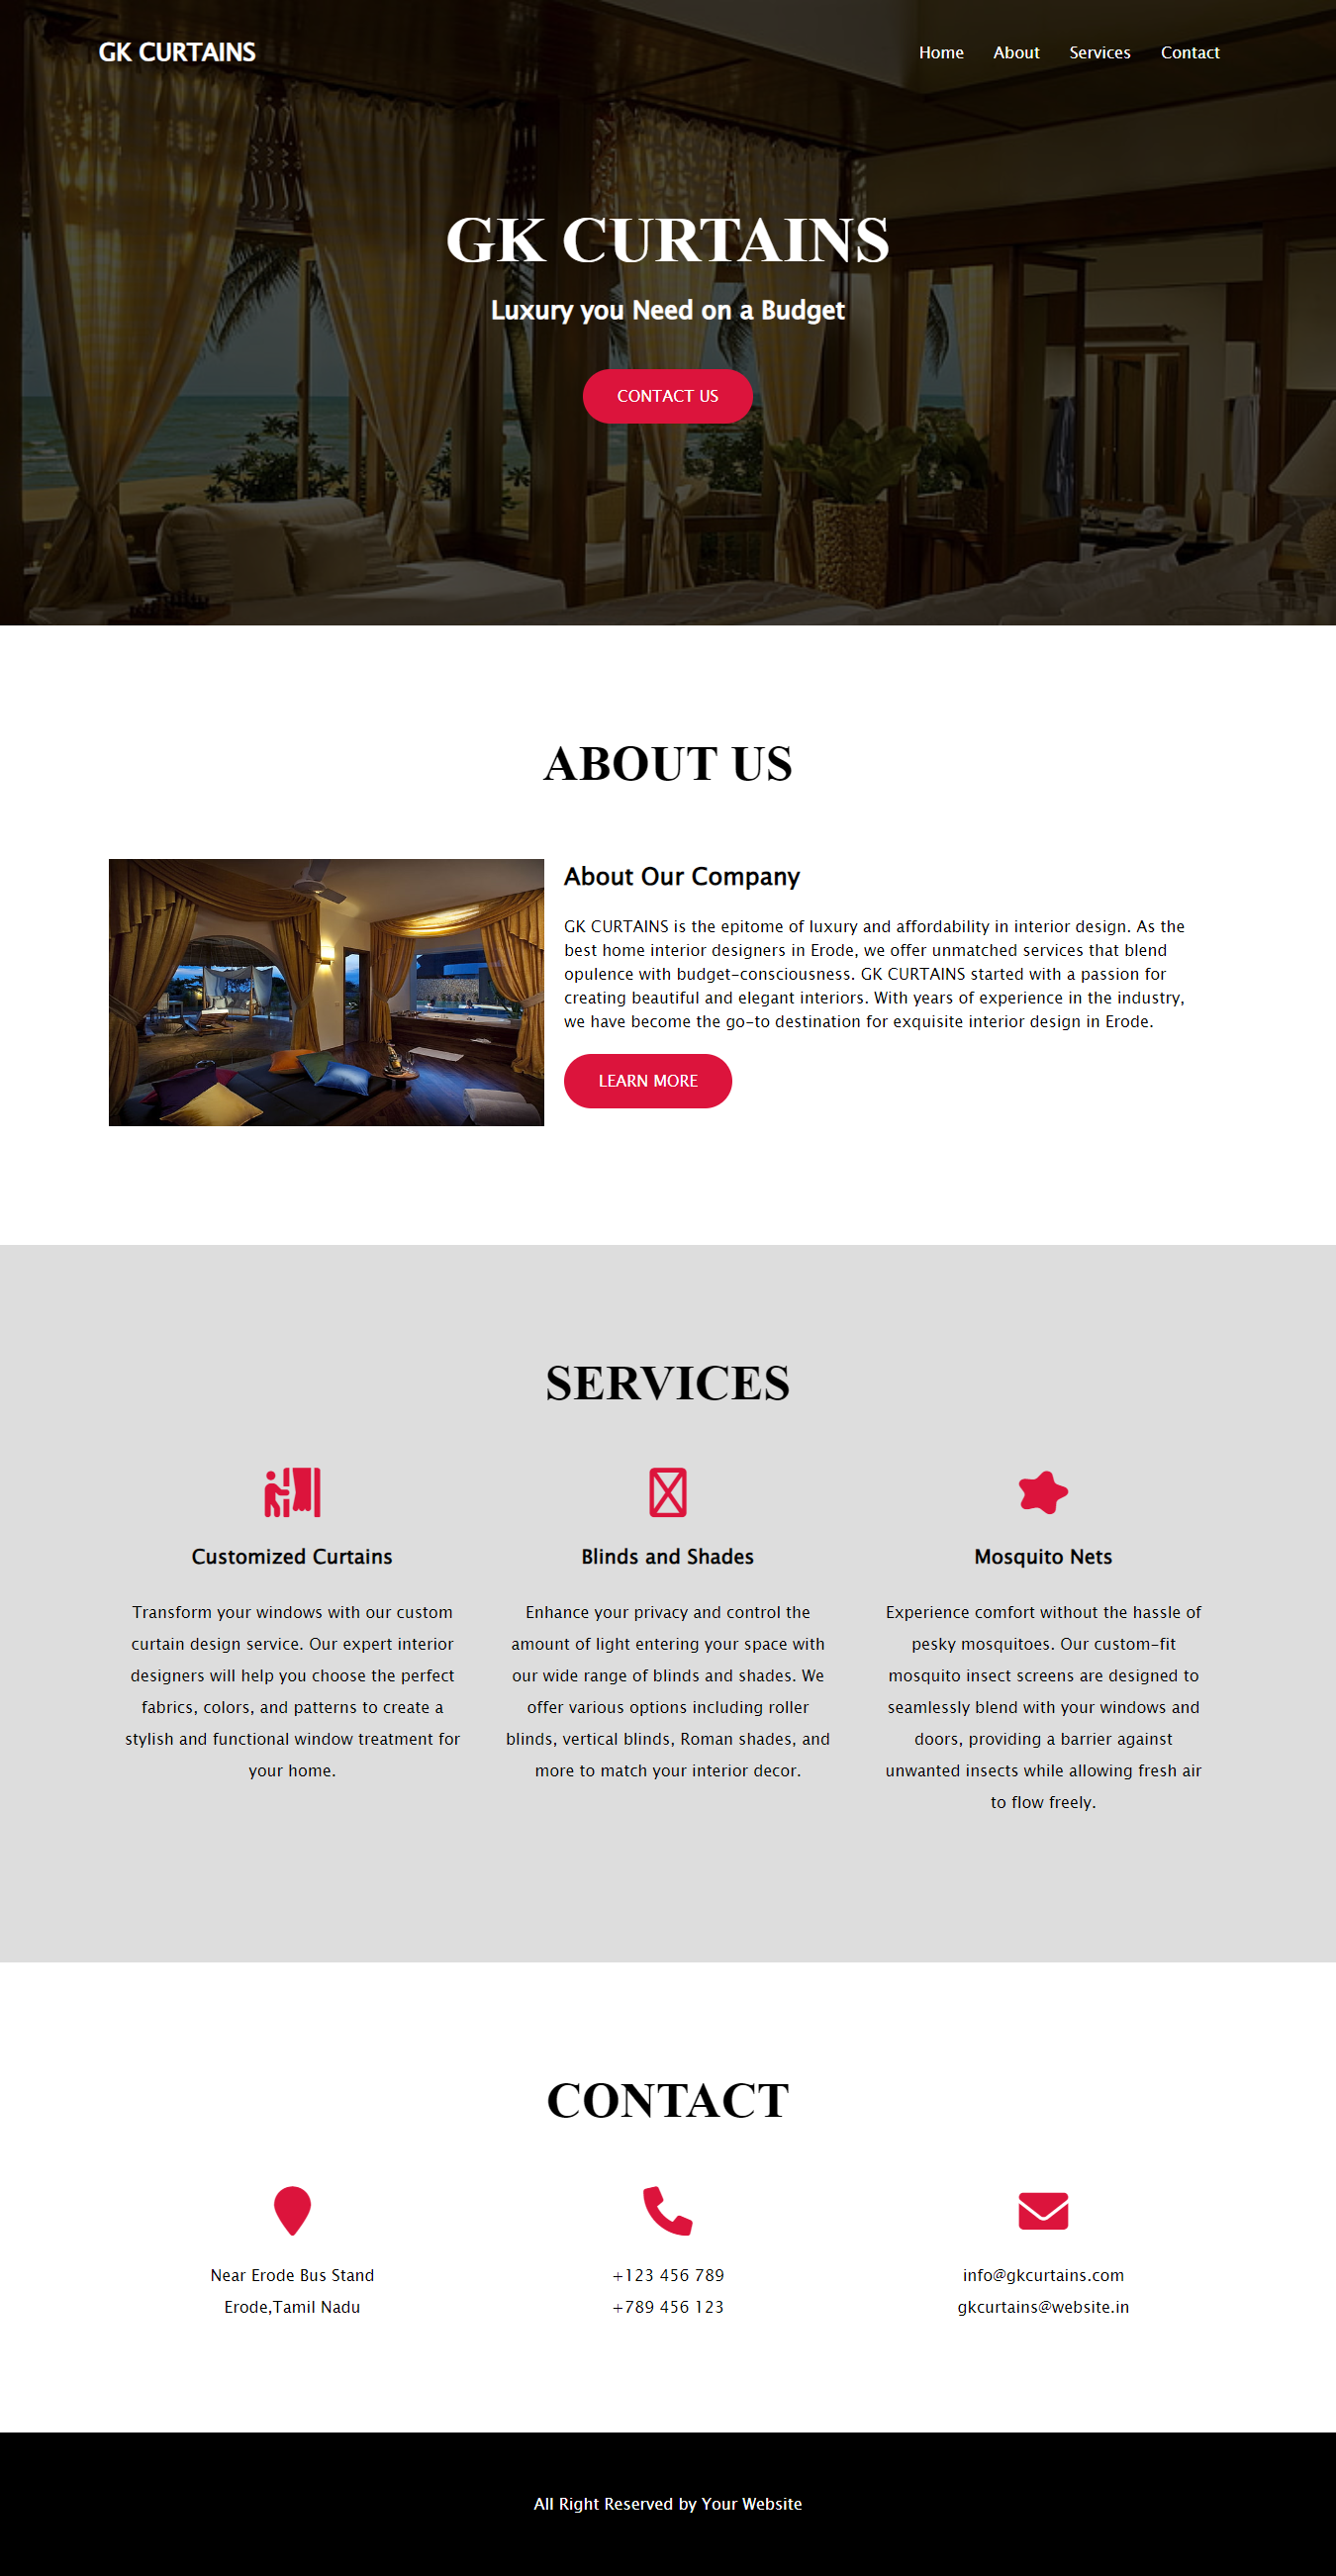 GK CURTAINS
Home About Services Contact
GK CURTAINS
Luxury you Need on a Budget
CONTACT US
ABOUT US
About Our Company
GK CURTAINS is the epitome of luxury and affordability in interior design. As the
best home interior designers in Erode, we offer unmatched services that blend
opulence with budget-consciousness. GK CURTAINS started with a passion for
creating beautiful and elegant interiors. With years of experience in the industry,
we have become the go-to destination for exquisite interior design in Erode.
LEARN MORE
SERVICES
Customized Curtains
Transform your windows with our custom
curtain design service. Our expert interior
designers will help you choose the perfect
fabrics, colors, and patterns to create a
stylish and functional window treatment for
your home.
Blinds and Shades
Enhance your privacy and control the
amount of light entering your space with
our wide range of blinds and shades. We
offer various options including roller
blinds, vertical blinds, Roman shades, and
more to match your interior decor.
Mosquito Nets
Experience comfort without the hassle of
pesky mosquitoes. Our custom-fit
mosquito insect screens are designed to
seamlessly blend with your windows and
doors, providing a barrier against
unwanted insects while allowing fresh air
to flow freely.
CONTACT
Near Erode Bus Stand
Erode,Tamil Nadu
+123 456 789
+789 456 123
info@gkcurtains.com
gkcurtains@website.in
All Right Reserved by Your Website